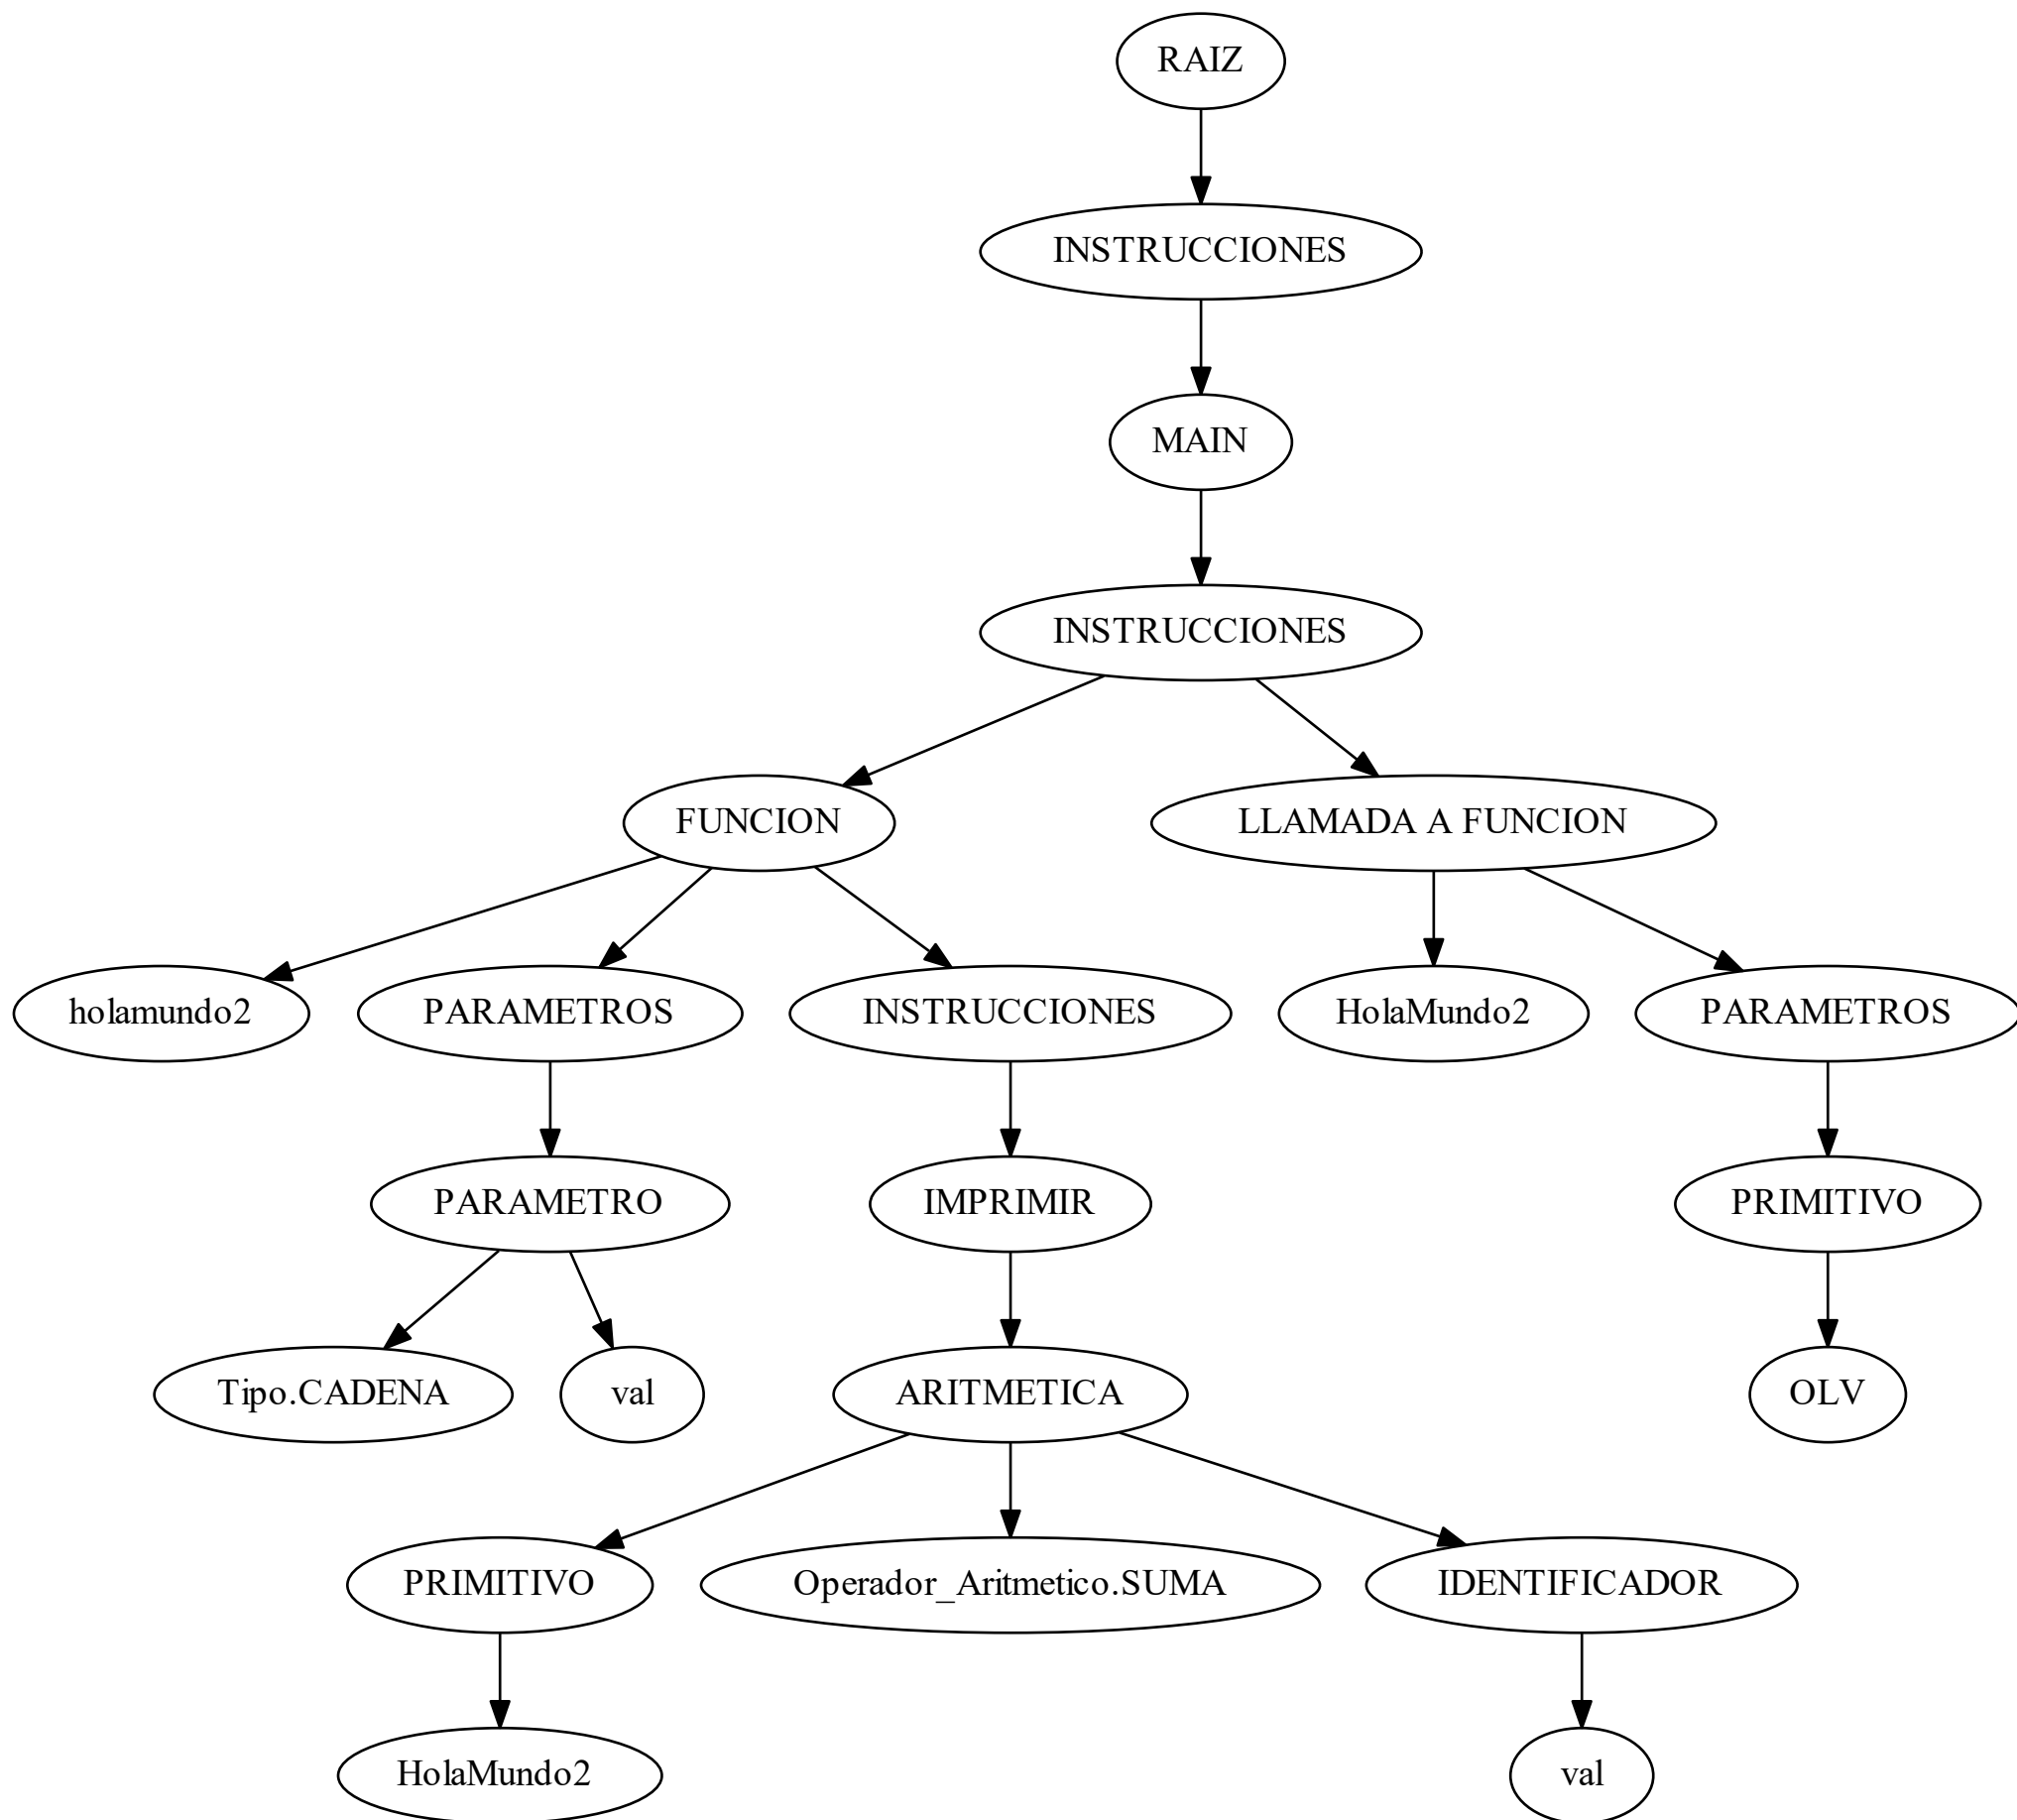 RAIZ
INSTRUCCIONES
MAIN
INSTRUCCIONES
FUNCION
LLAMADA A FUNCION
holamundo2
PARAMETROS
INSTRUCCIONES
HolaMundo2
PARAMETROS
PARAMETRO
IMPRIMIR
PRIMITIVO
Tipo.CADENA
val
ARITMETICA
OLV
PRIMITIVO
Operador_Aritmetico.SUMA
IDENTIFICADOR
HolaMundo2
val